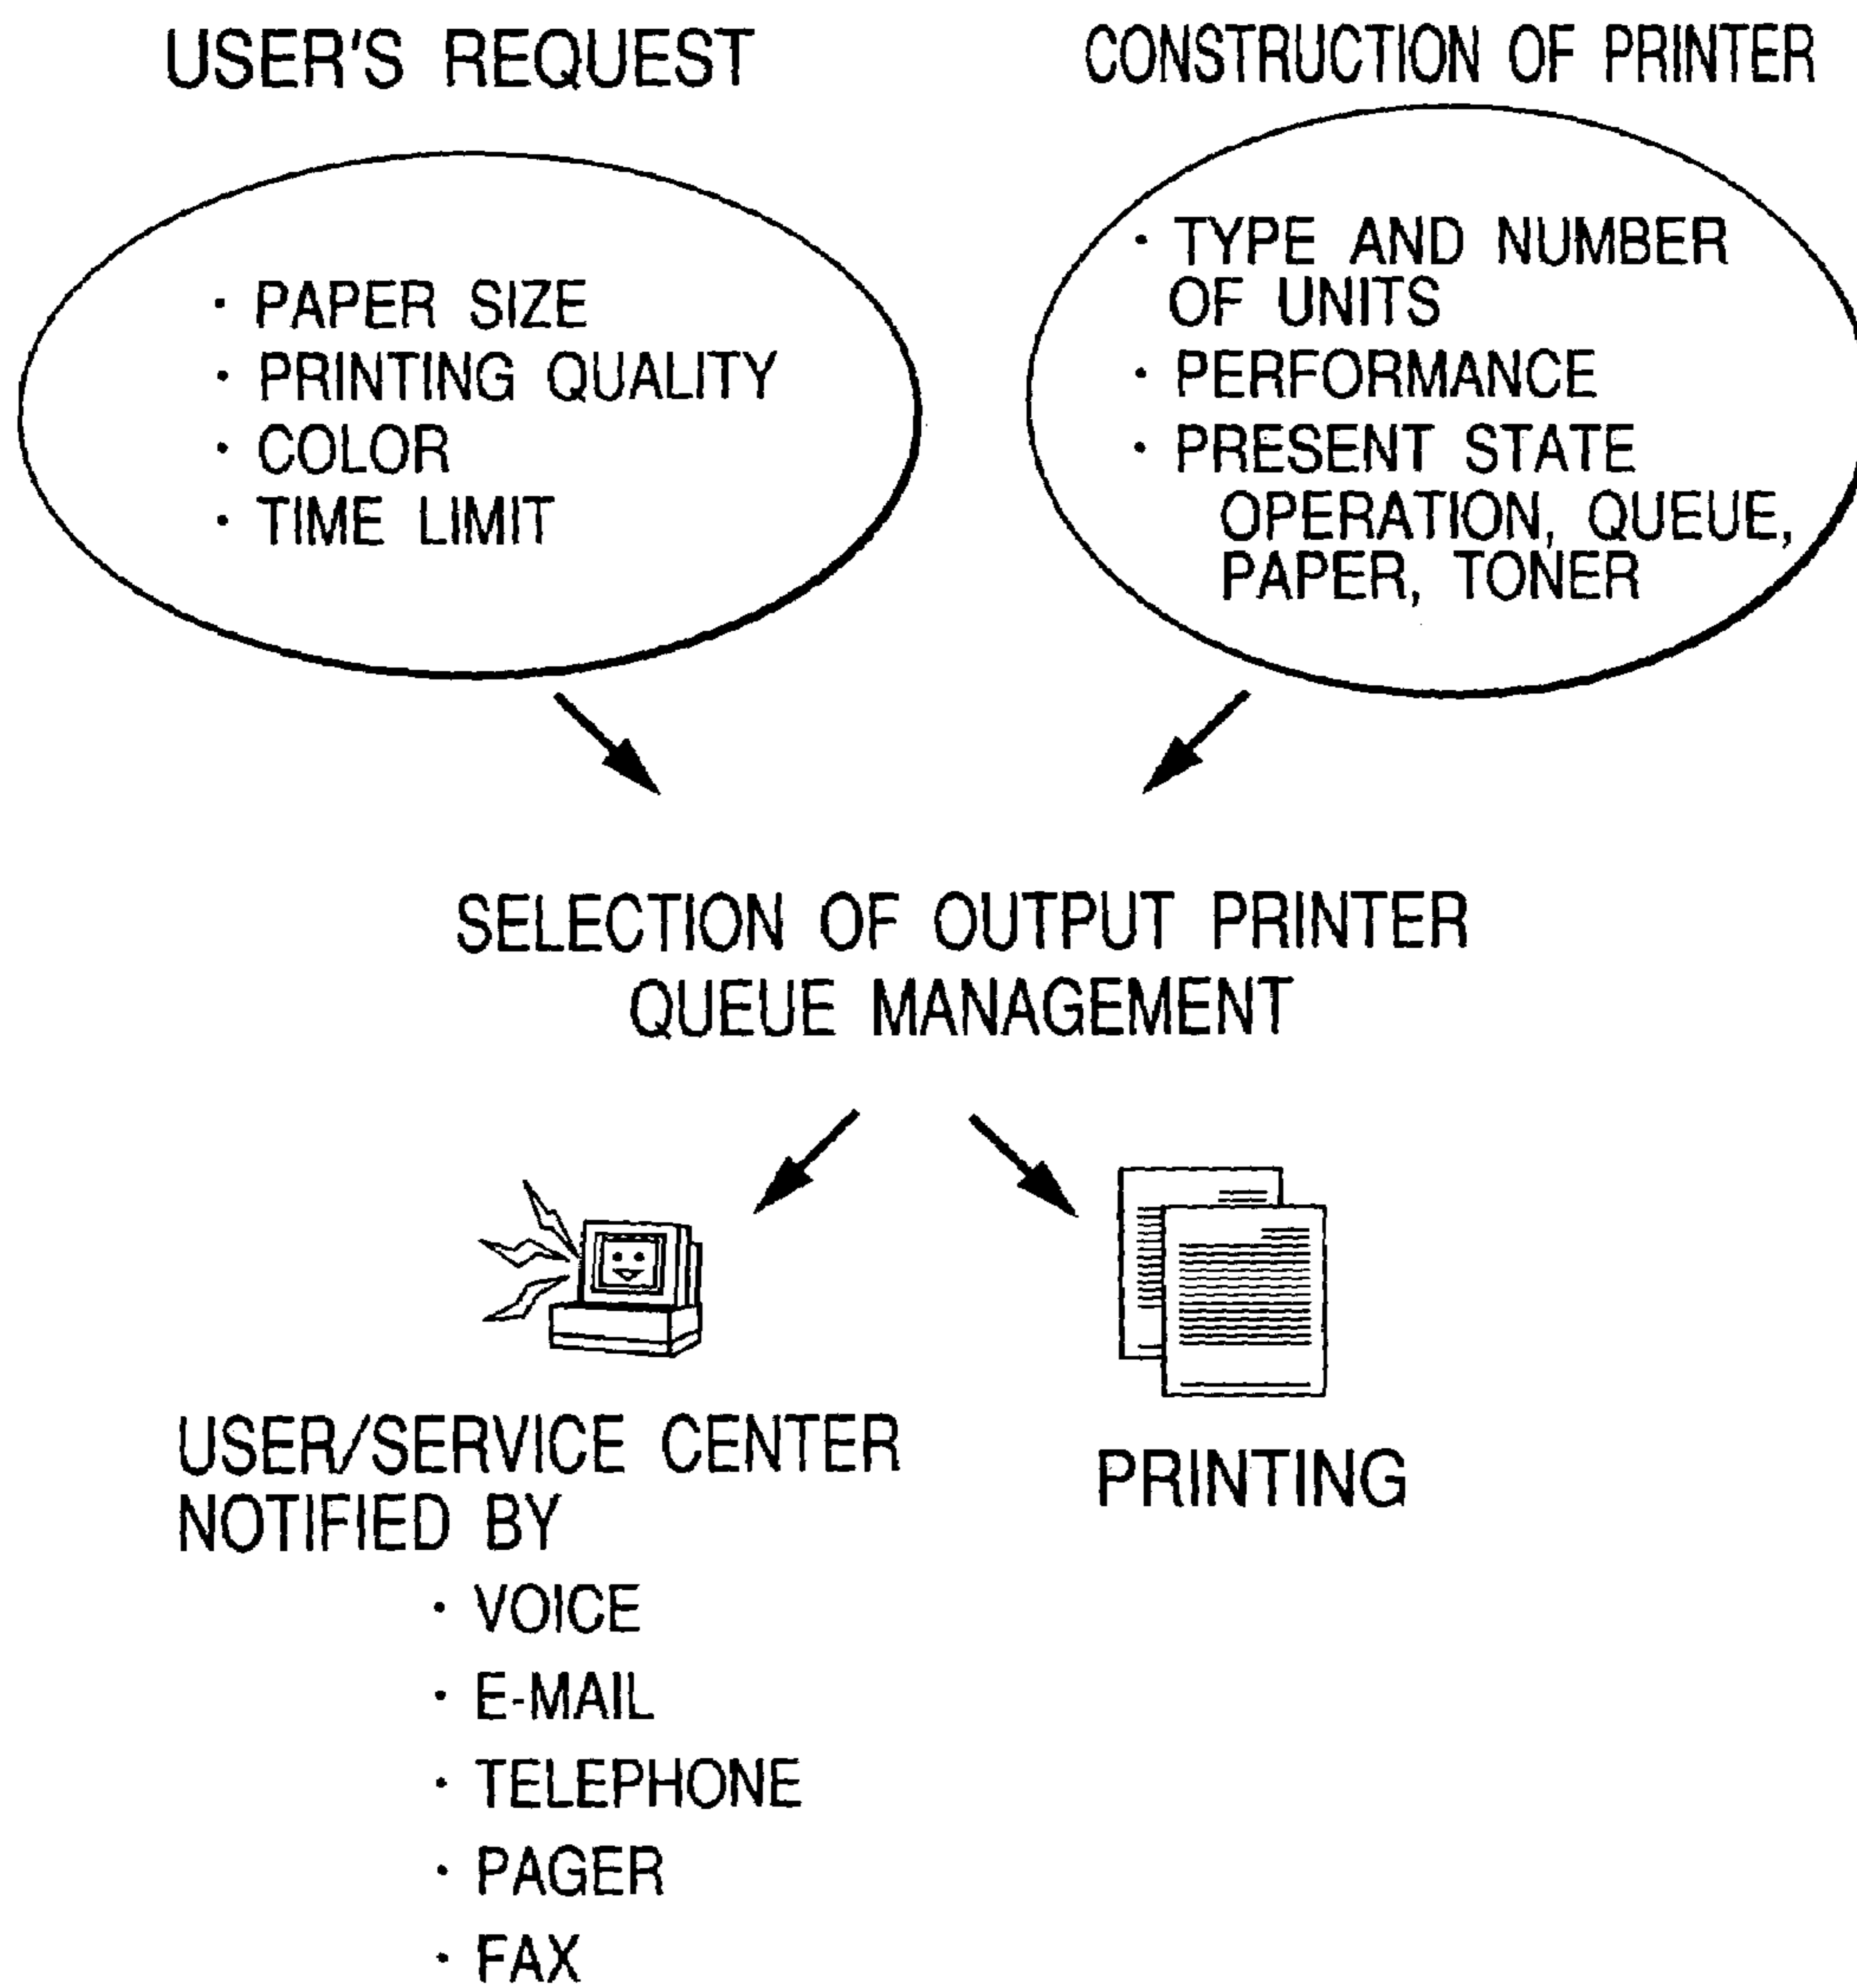 USER'S REQUEST
· PAPER SIZE
· PRINTING QUALITY
· COLOR
· TIME LIMIT
CONSTRUCTION OF PRINTER
· TYPE AND NUMBER
OF UNITS
· PERFORMANCE
· PRESENT STATE
OPERATION, QUEUE,
PAPER, TONER
SELECTION OF OUTPUT PRINTER
QUEUE MANAGEMENT
USER/SERVICE CENTER
NOTIFIED BY
· VOICE
· E-MAIL
· TELEPHONE
· PAGER
· FAX
PRINTING